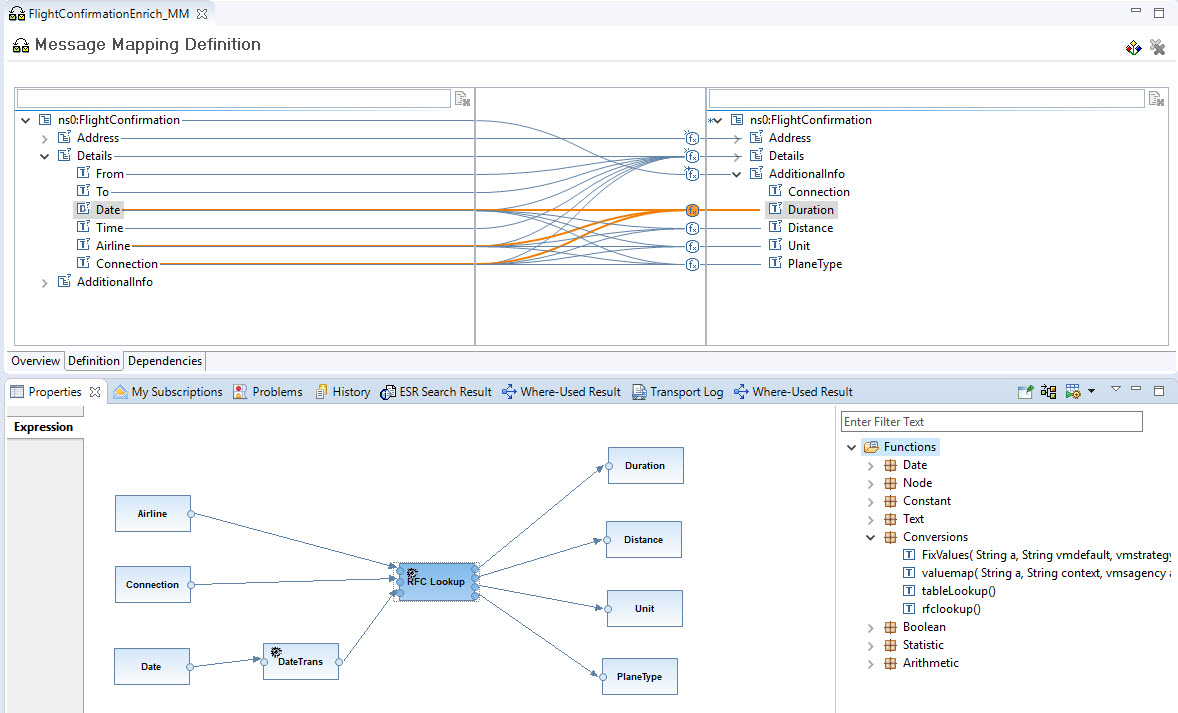 FlightConfirmationEnrich_MM
Message Mapping Definition
ns0:FlightConfirmation
Address
Details
From
To
Date
Time
Airline
Connection
AdditionalInfo
ns0:FlightConfirmation
Address
Details
AdditionalInfo
Connection
Duration
Distance
Unit
PlaneType
Overview Definition Dependencies
Properties My Subscriptions Problems History ESR Search Result Where-Used Result Transport Log Where-Used Result
Expression
Airline
Connection
Date
DateTrans
RFC Lookup
Duration
Distance
Unit
PlaneType
Enter Filter Text
Functions
Date
Node
Constant
Text
Conversions
FixValues( String a, String vmdefault, vmstrategy
valuemap( String a, String context, vmsagency a
tableLookup()
rfclookup()
Boolean
Statistic
Arithmetic